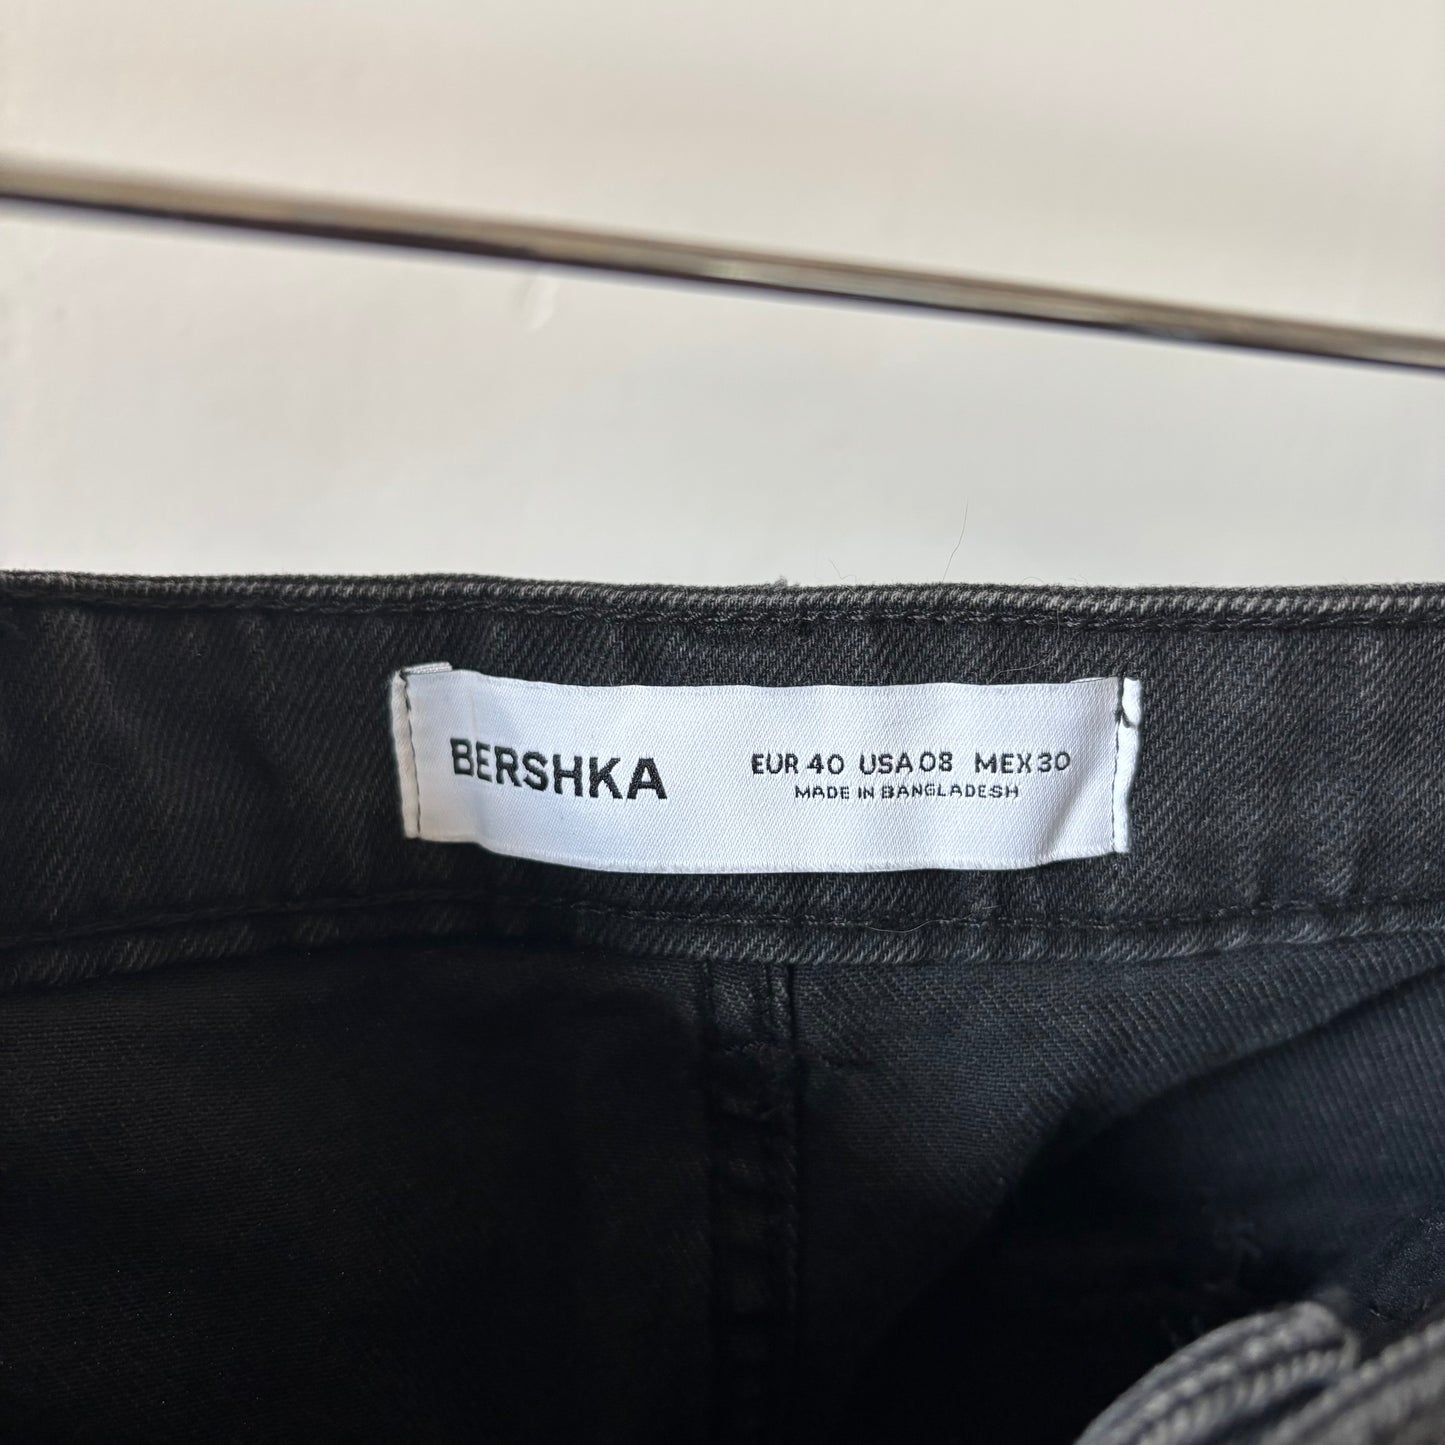 BERSHKA
EUR 40 USA 08 MEX 30
MADE IN BANGLADESH